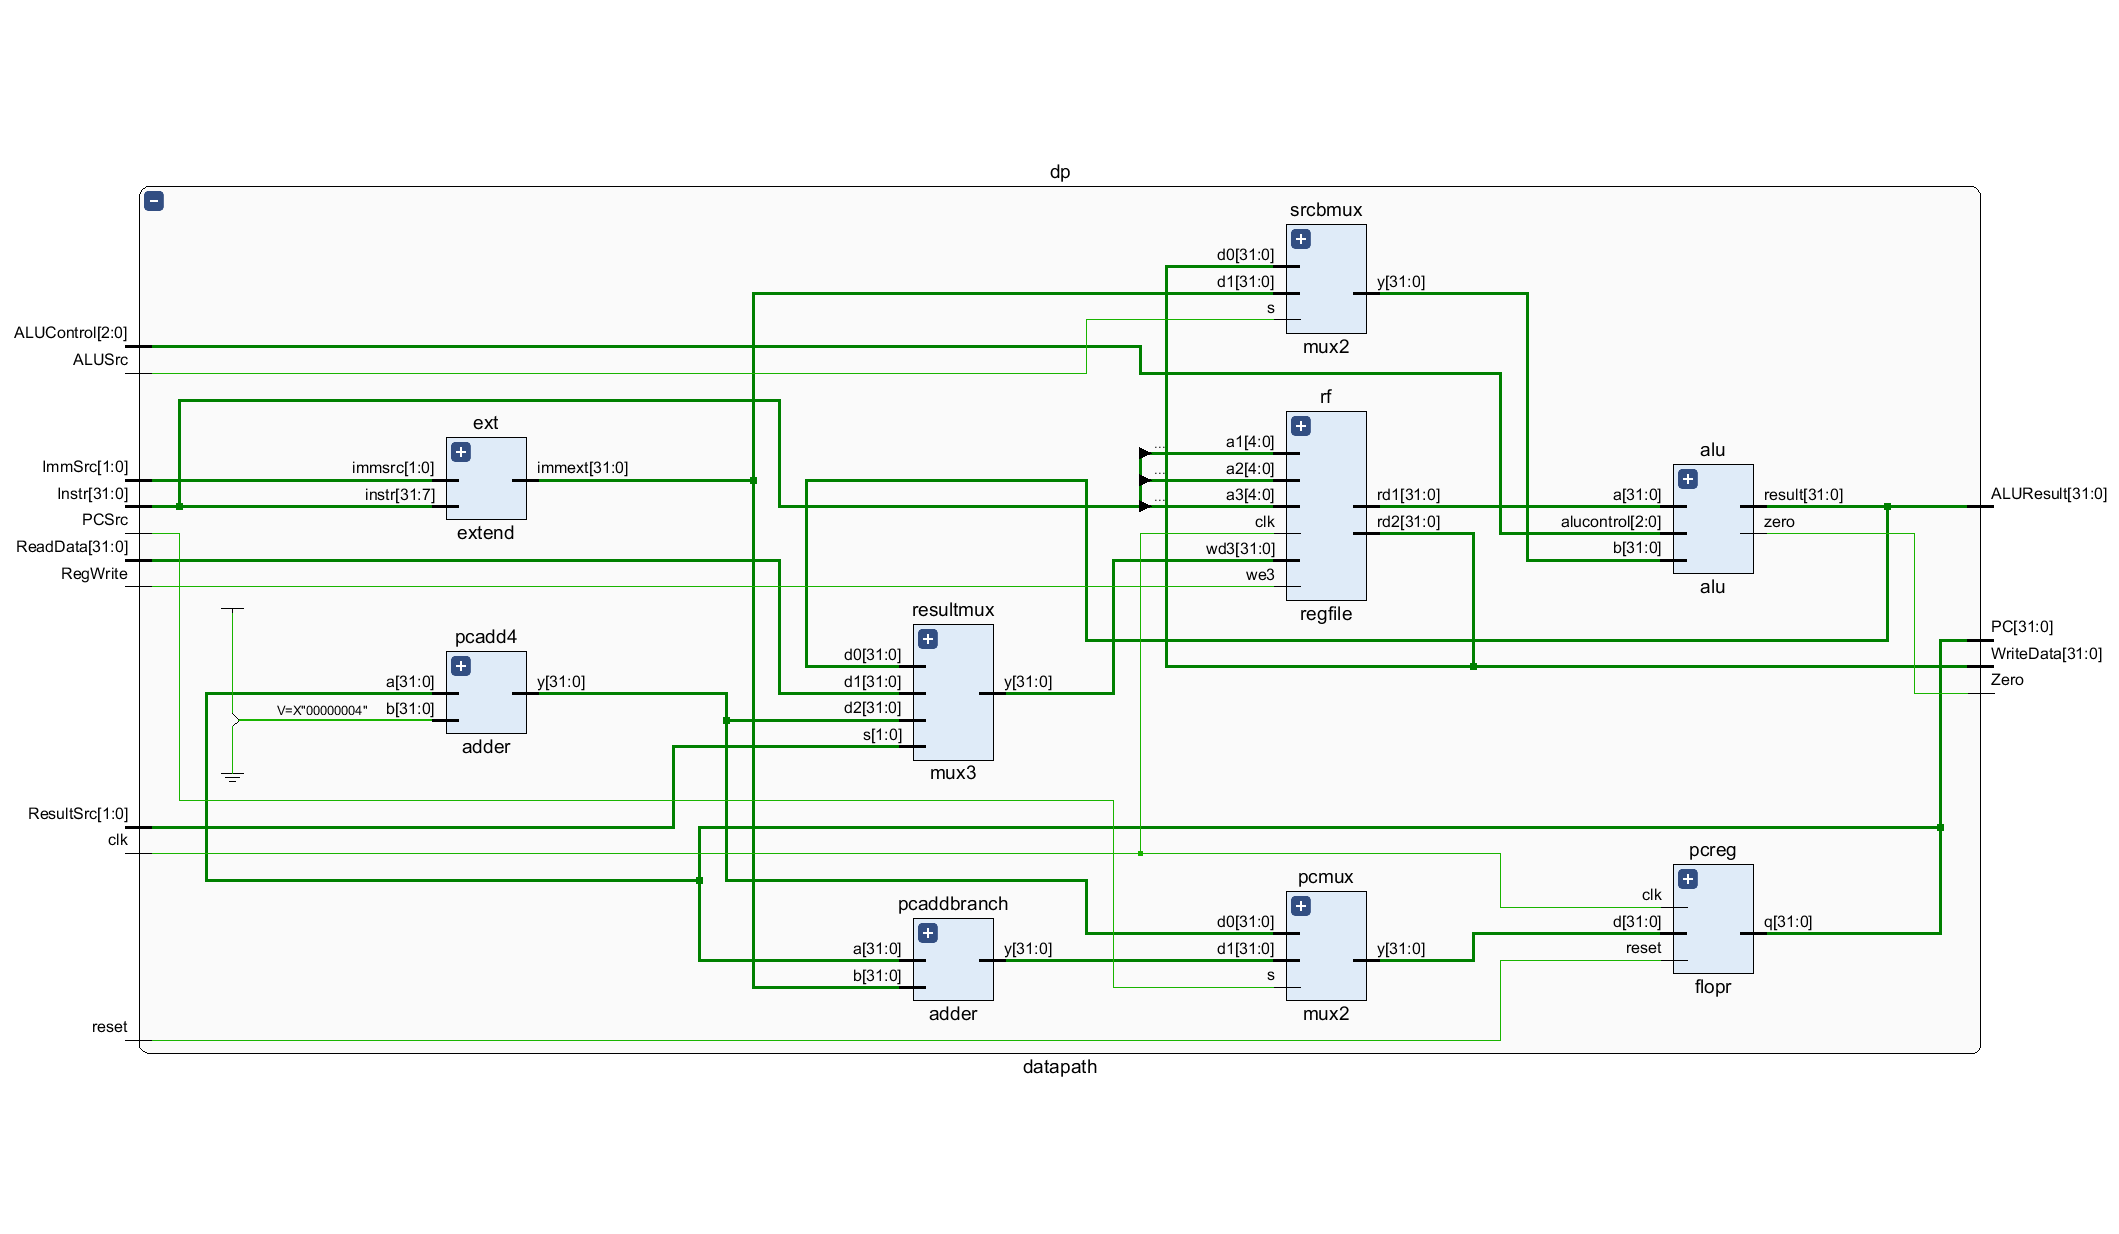 dp
srcbmux
d0[31:0]
d1[31:0]
s
y[31:0]
mux2
ALUControl[2:0]
ALUSrc
ImmSrc[1:0]
Instr[31:0]
PCSrc
ReadData[31:0]
RegWrite
ResultSrc[1:0]
clk
reset
ext
immsrc[1:0]
instr[31:7]
immext[31:0]
extend
rf
...
a1[4:0]
...
a2[4:0]
...
a3[4:0]
clk
wd3[31:0]
we3
rd1[31:0]
rd2[31:0]
regfile
alu
a[31:0]
alucontrol[2:0]
b[31:0]
result[31:0]
zero
alu
ALUResult[31:0]
PC[31:0]
WriteData[31:0]
Zero
pcadd4
a[31:0]
V=X"00000004"
b[31:0]
y[31:0]
adder
resultmux
d0[31:0]
d1[31:0]
d2[31:0]
s[1:0]
y[31:0]
mux3
pcaddbranch
a[31:0]
b[31:0]
y[31:0]
adder
pcmux
d0[31:0]
d1[31:0]
s
y[31:0]
mux2
pcreg
clk
d[31:0]
reset
q[31:0]
flopr
datapath